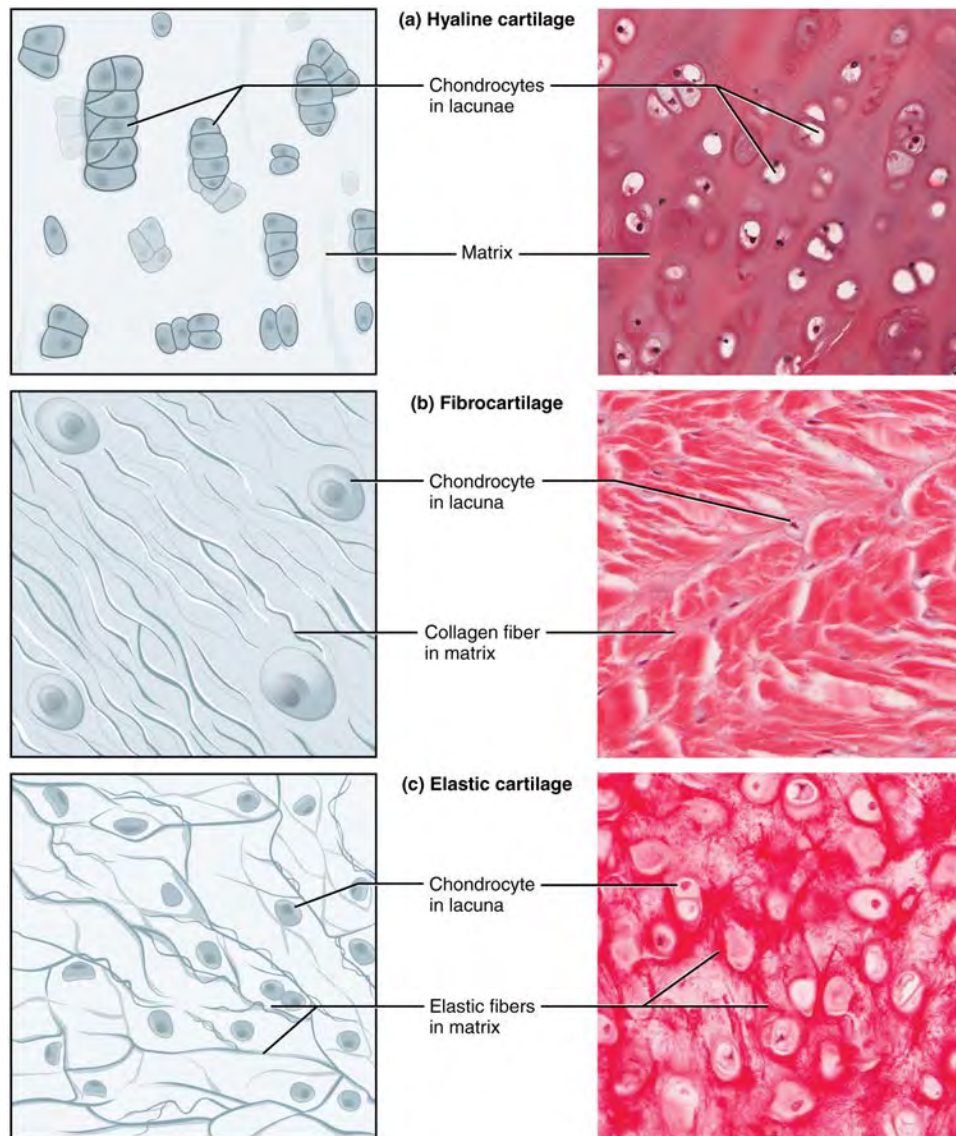 (a) Hyaline cartilage
Chondrocytes
in lacunae
Matrix
(b) Fibrocartilage
Chondrocyte
in lacuna
Collagen fiber
in matrix
(c) Elastic cartilage
Chondrocyte
in lacuna
Elastic fibers
in matrix